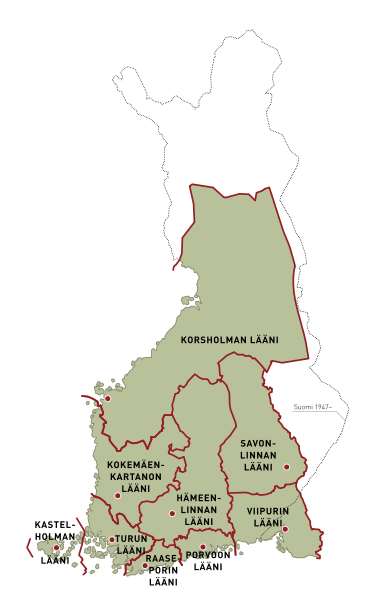 KORSHOLMAN LÄÄNI
Suomi 1947–
SAVON-
LINNAN
LÄÄNI
KOKEMÄEN-
KARTANON
LÄÄNI
HÄMEEN-
LINNAN
LÄÄNI
VIIPURIN
LÄÄNI
KASTEL-
HOLMAN
LÄÄNI
TURUN
LÄÄNI
RAASE-
PORIN
LÄÄNI
PORVOON
LÄÄNI